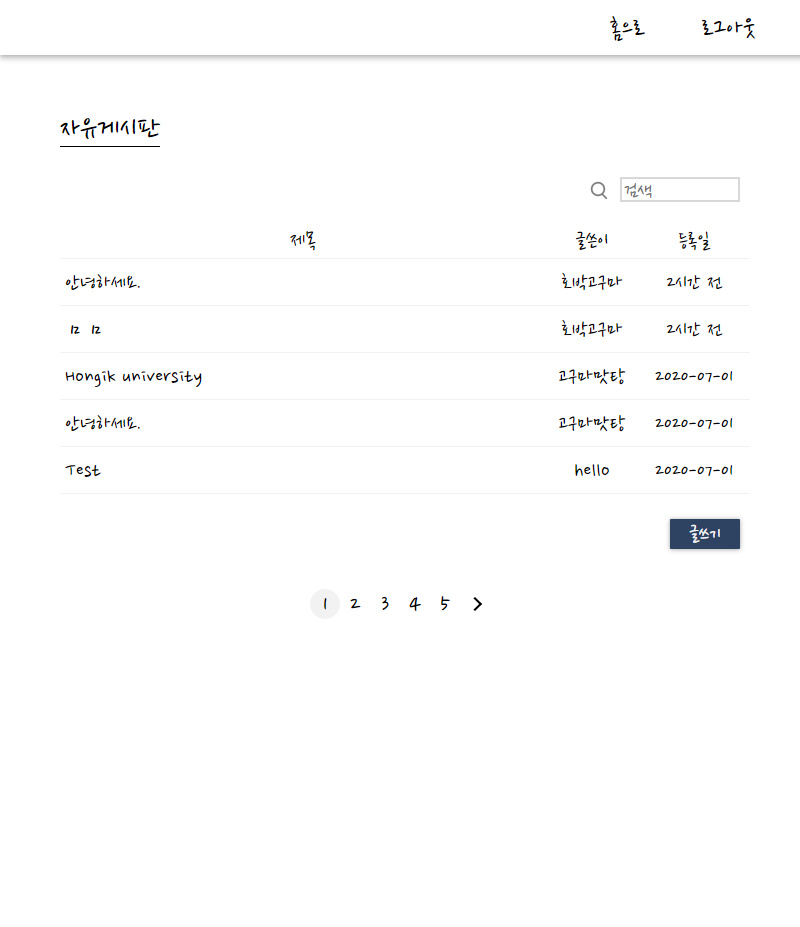 홈으로 로그아웃
자유게시판
검색
제목 글쓴이 등록일
안녕하세요. 호박고구마 2시간 전
ㅁㅁ 호박고구마 2시간 전
Hongik university 고구마맛탕 2020-07-01
안녕하세요. 고구마맛탕 2020-07-01
Test hello 2020-07-01
글쓰기
1 2 3 4 5